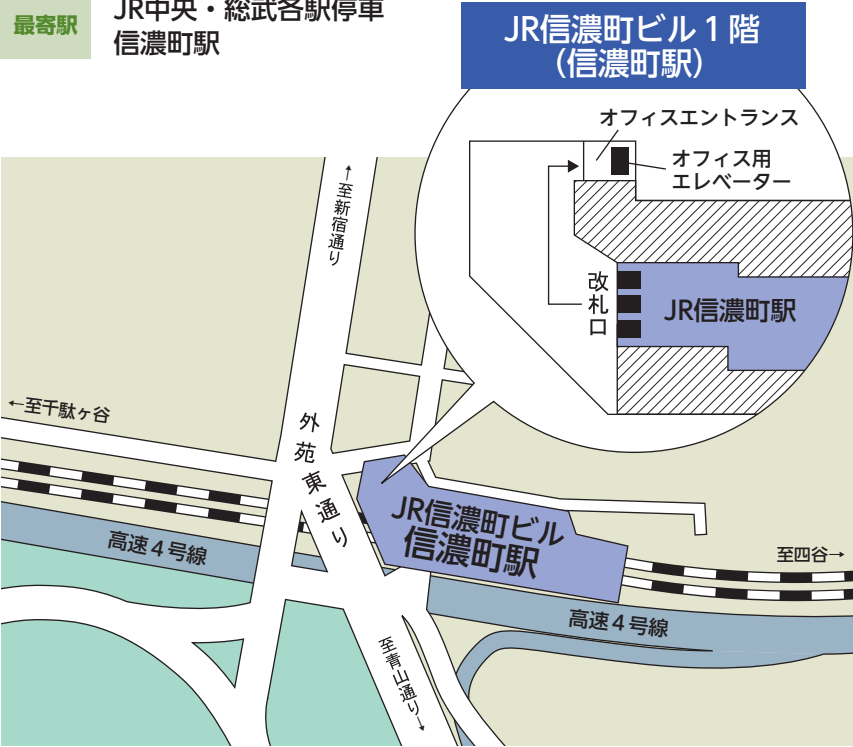 最寄駅
JR中央・総武各駅停車
信濃町駅
JR信濃町ビル1階
(信濃町駅)
オフィスエントランス
オフィス用
エレベーター
改札口
JR信濃町駅
↑至新宿通り
←至千駄ヶ谷
外苑東通り
JR信濃町ビル
信濃町駅
高速4号線
至四谷→
高速4号線
至青山通り→